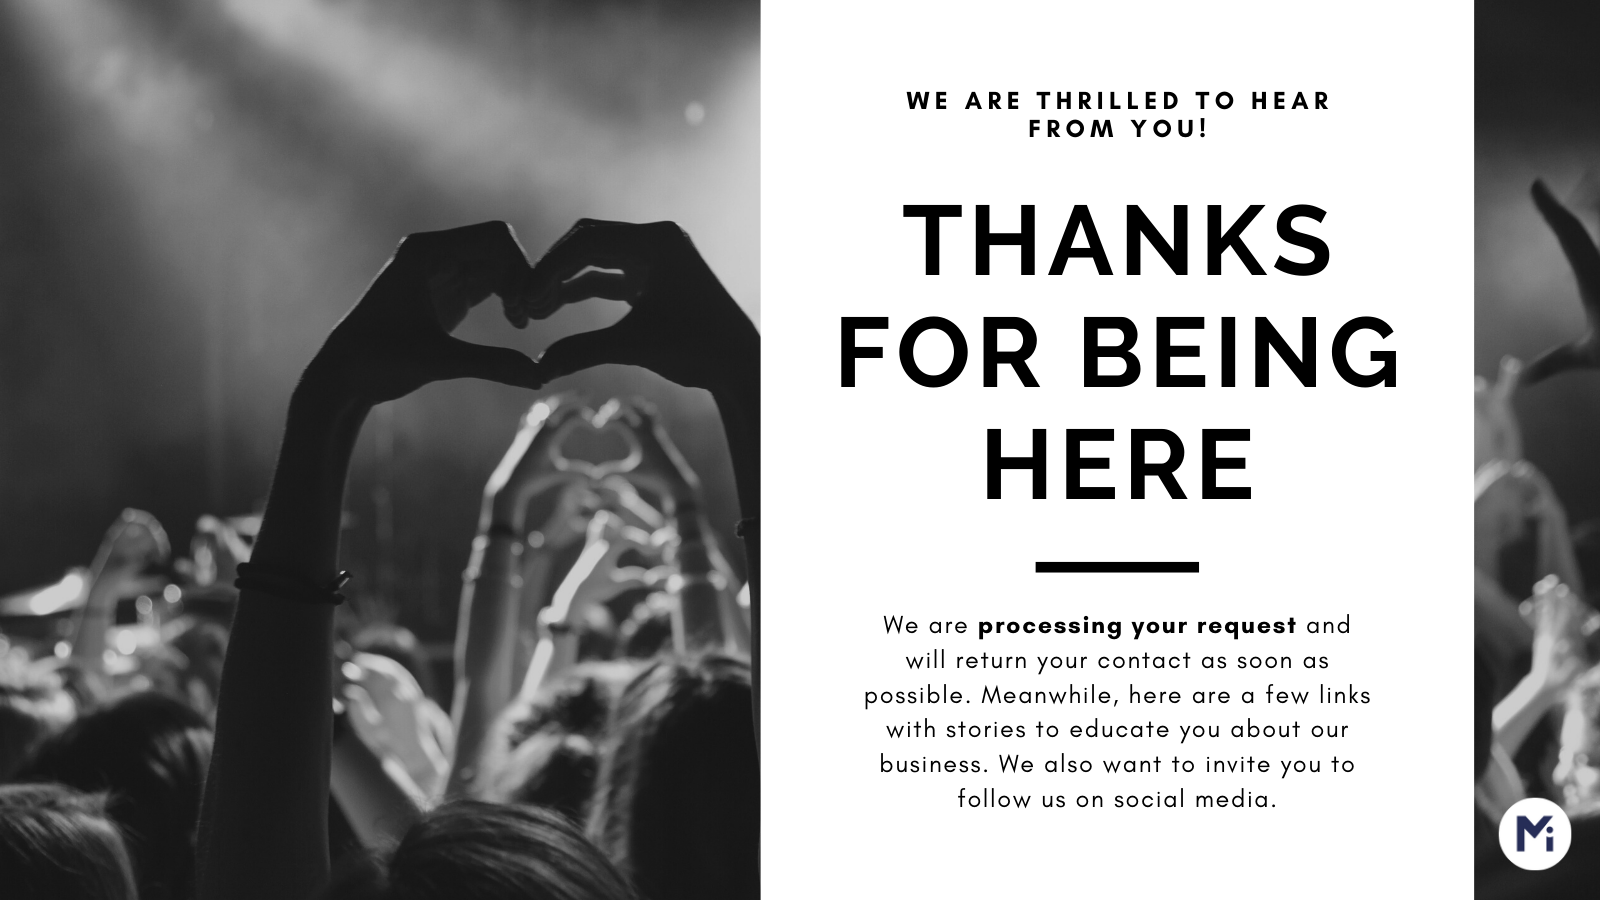 WE ARE THRILLED TO HEAR
FROM YOU!
THANKS
FOR BEING
HERE
We are processing your request and
will return your contact as soon as
possible. Meanwhile, here are a few links
with stories to educate you about our
business. We also want to invite you to
follow us on social media.
Mi